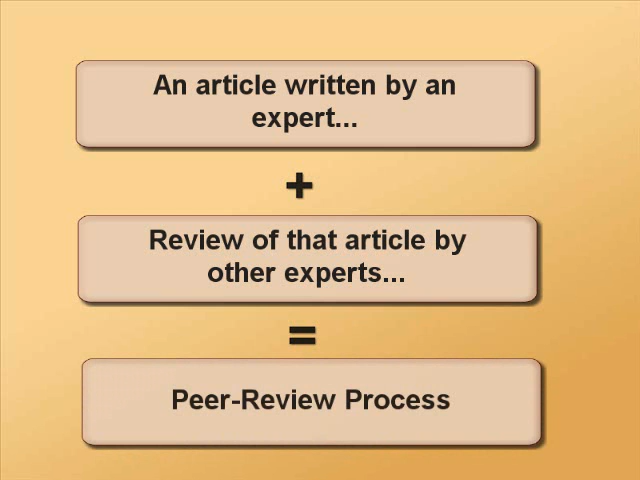 An article written by an
expert...
+
Review of that article by
other experts...
=
Peer-Review Process